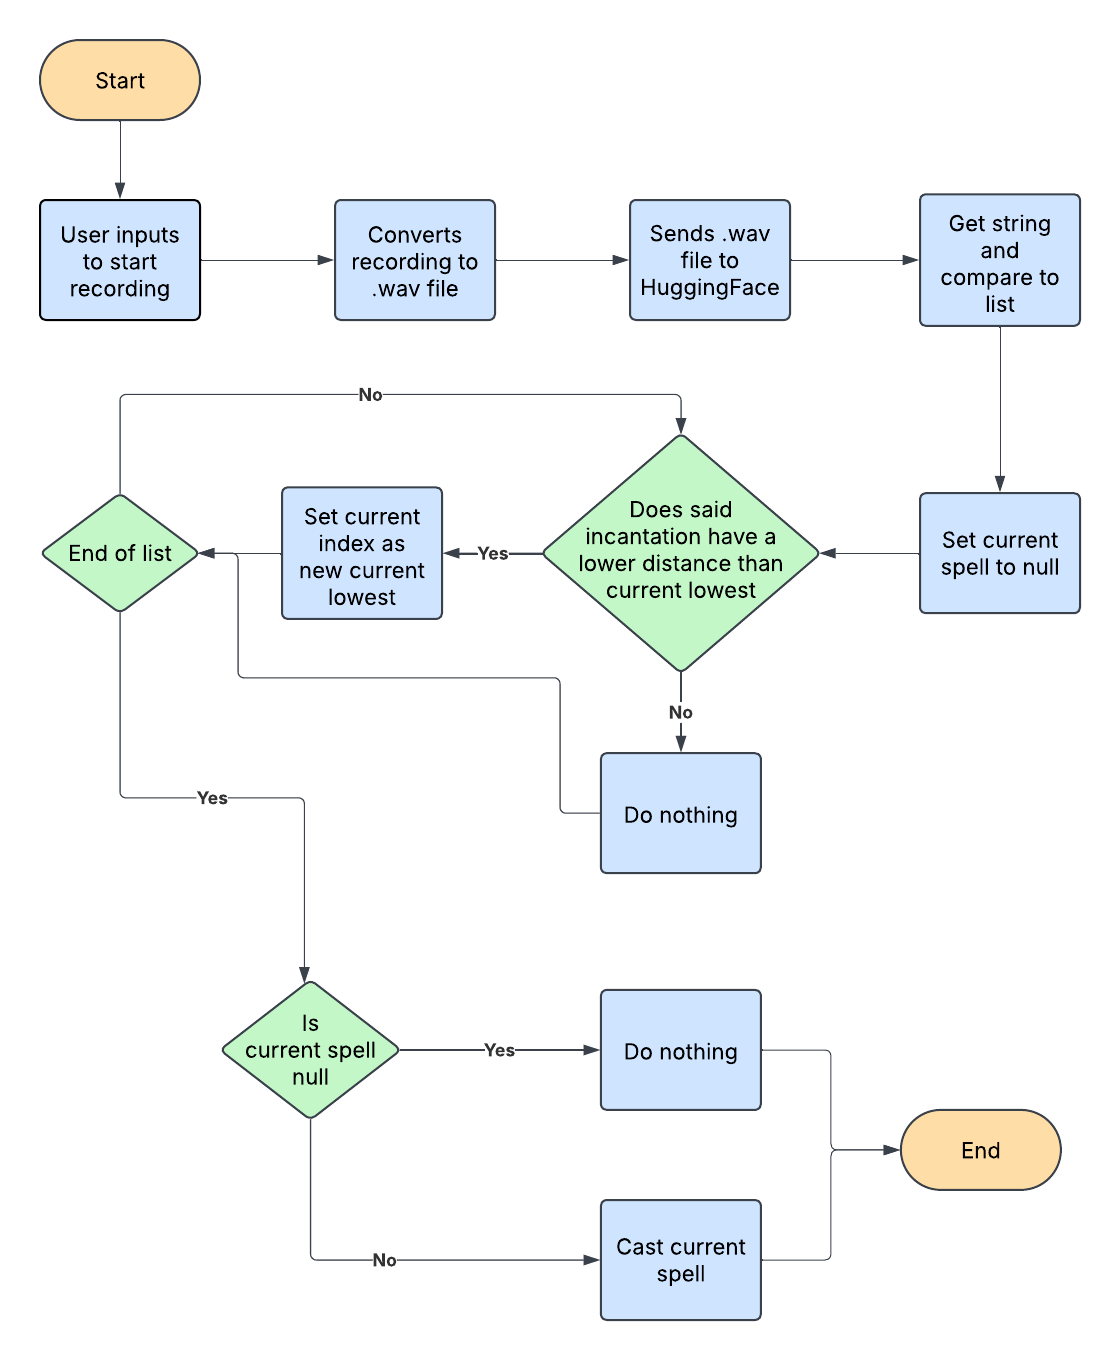 Start
User inputs
to start
recording
Converts
recording to
.wav file
Sends .wav
file to
HuggingFace
Get string
and
compare to
list
No
End of list
Set current
index as
new current
lowest
Yes
Does said
incantation have a
lower distance than
current lowest
Set current
spell to null
No
Do nothing
Yes
Is
current spell
null
Yes
Do nothing
End
No
Cast current
spell